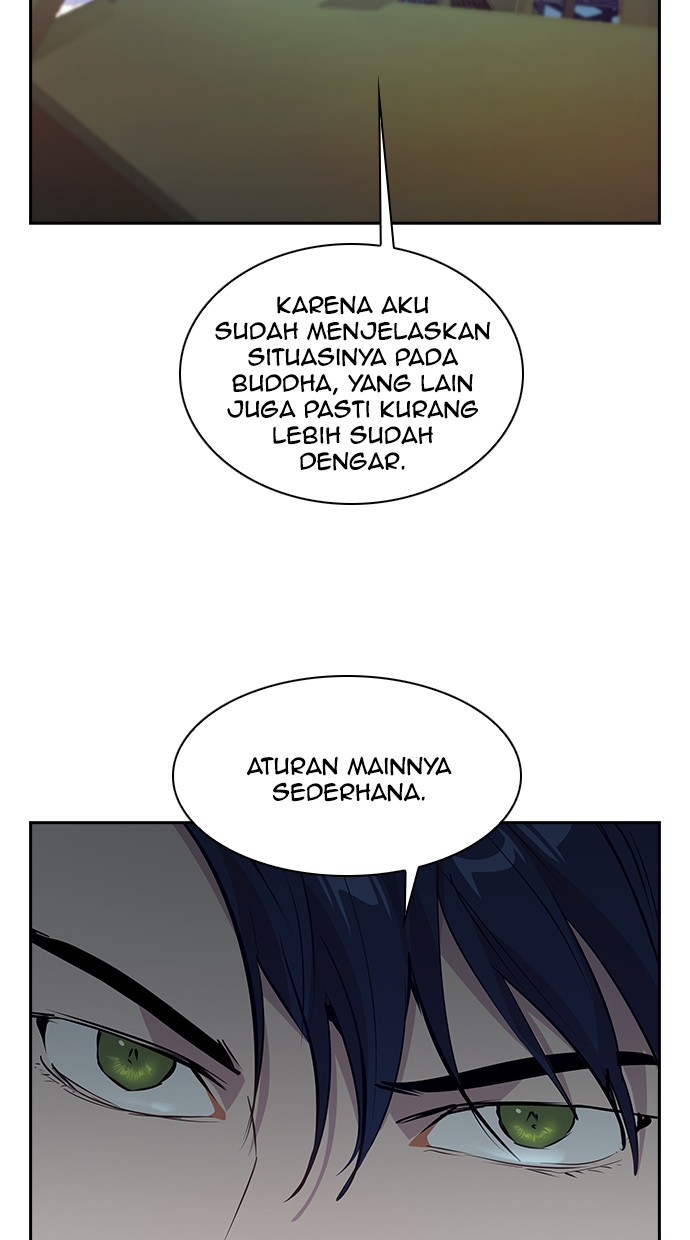 KARENA AKU
SUDAH MENJELASKAN
SITUASINYA PADA
BUDDHA, YANG LAIN
JUGA PASTI KURANG
LEBIH SUDAH
DENGAR.
ATURAN MAINNYA
SEDERHANA.